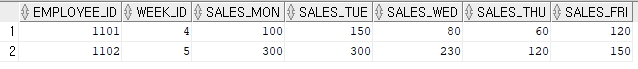 EMPLOYEE_ID WEEK_ID SALES_MON SALES_TUE SALES_WED SALES_THU SALES_FRI
1 1101 4 100 150 80 60 120
2 1102 5 300 300 230 120 150